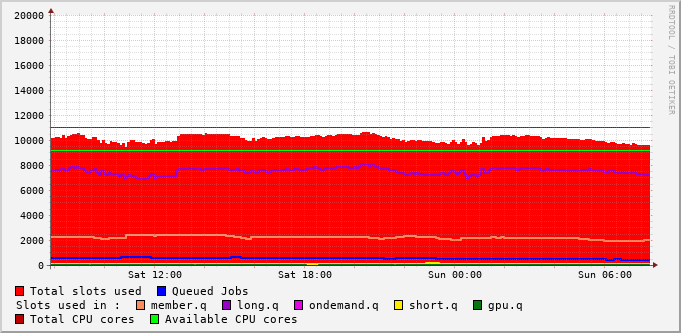 20000
18000
16000
14000
12000
10000
8000
6000
4000
2000
0
Sat 12:00 Sat 18:00 Sun 00:00 Sun 06:00
RRDTOOL / TOBI OETIKER
Total slots used Queued Jobs
Slots used in : member.q long.q ondemand.q short.q gpu.q
Total CPU cores Available CPU cores